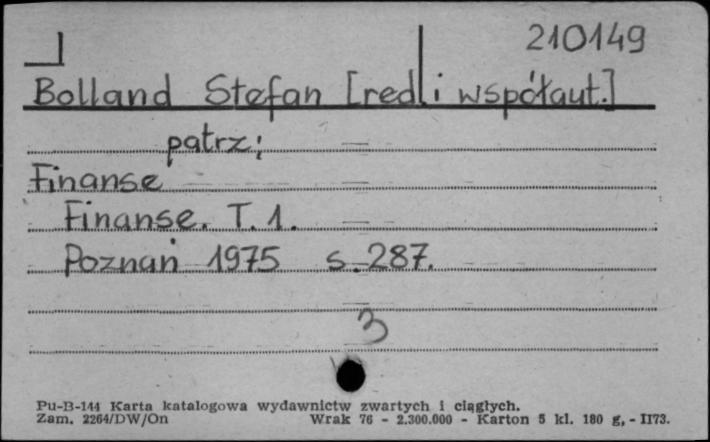 210149
Bolland Stefan [red. i współaut.]
patrz:
Finanse
Finanse. T. 1.
Poznań 1975 s. 287.
3
Pu-B-144 Karta katalogowa wydawnictw zwartych i ciągłych.
Zam. 2264/DW/On Wrak 76 - 2.300.000 - Karton 5 kl. 180 g, - II73.